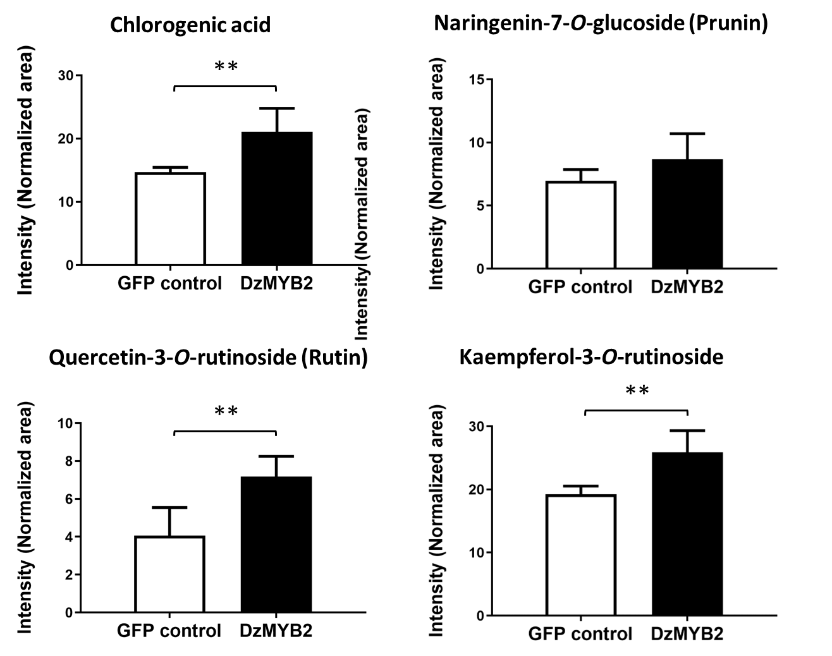 Chlorogenic acid
Intensity (Normalized area)
**
30
20
10
0
GFP control DzMYB2
Naringenin-7-O-glucoside (Prunin)
Intensity (Normalized area)
Intensity (Normalized area)
15
10
5
0
GFP control DzMYB2
Quercetin-3-O-rutinoside (Rutin)
Intensity (Normalized area)
**
10
8
6
4
2
0
GFP control DzMYB2
Kaempferol-3-O-rutinoside
Intensity (Normalized area)
**
30
20
10
0
GFP control DzMYB2